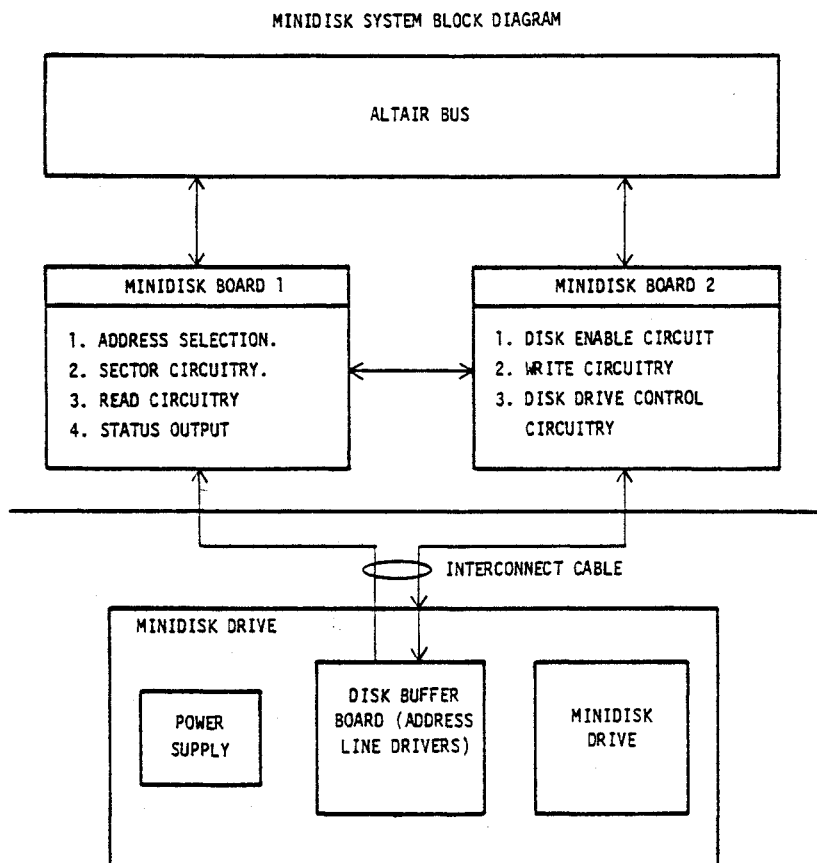 MINIDISK SYSTEM BLOCK DIAGRAM
ALTAIR BUS
MINIDISK BOARD 1
1. ADDRESS SELECTION.
2. SECTOR CIRCUITRY.
3. READ CIRCUITRY
4. STATUS OUTPUT
MINIDISK BOARD 2
1. DISK ENABLE CIRCUIT
2. WRITE CIRCUITRY
3. DISK DRIVE CONTROL
CIRCUITRY
INTERCONNECT CABLE
MINIDISK DRIVE
POWER
SUPPLY
DISK BUFFER
BOARD (ADDRESS
LINE DRIVERS)
MINIDISK
DRIVE